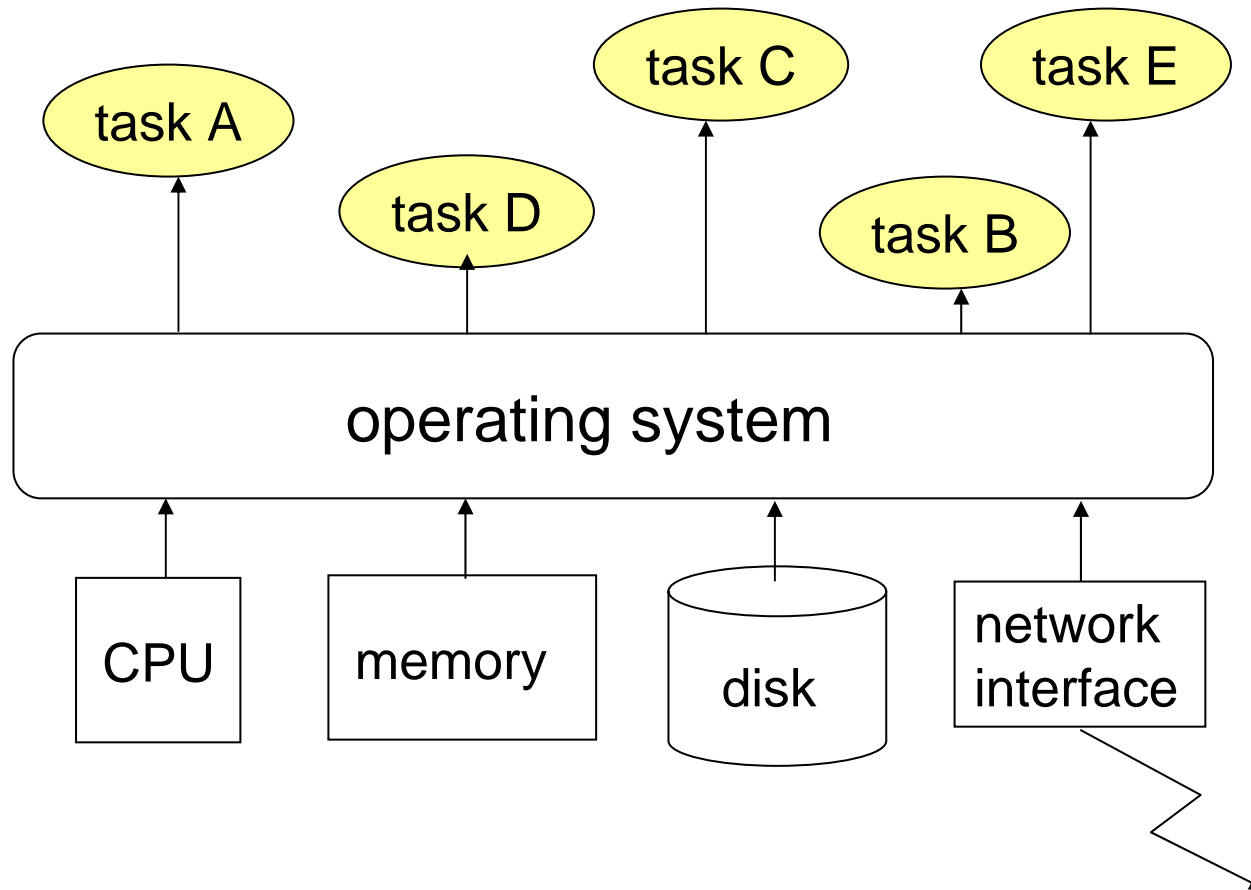 task C
task E
task A
task D
task B
operating system
CPU
memory
disk
network
interface